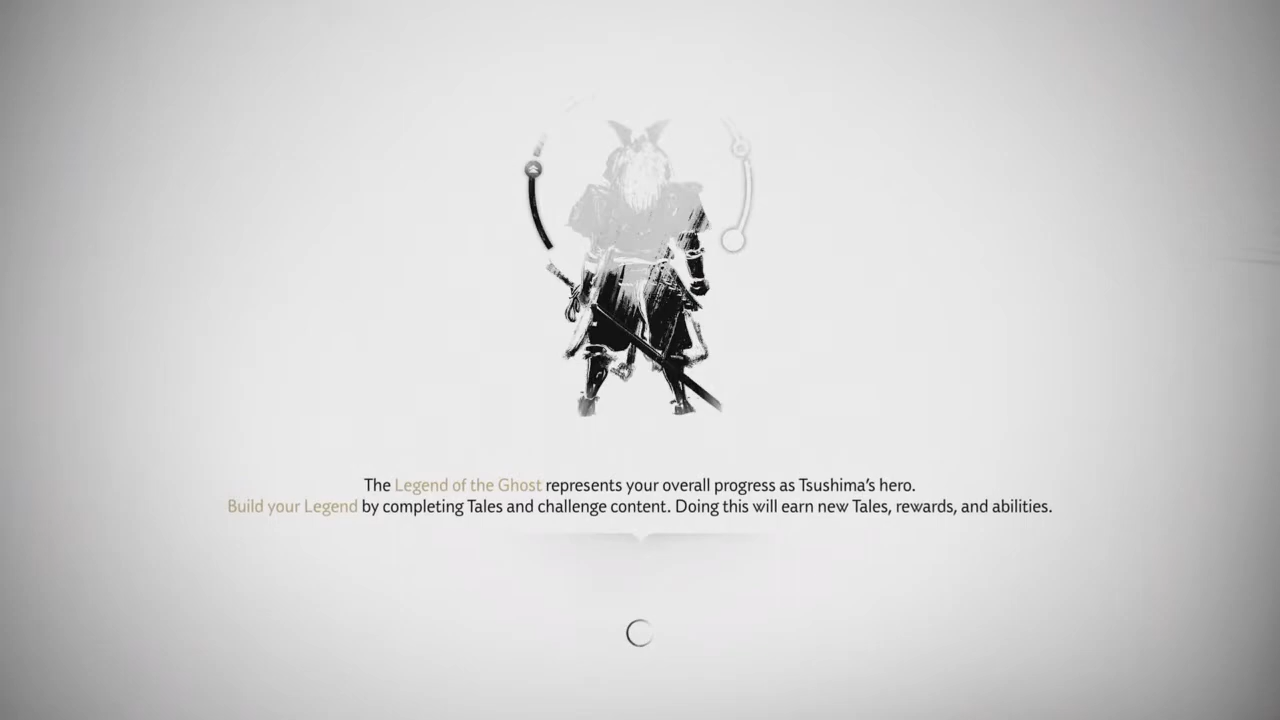 The Legend of the Ghost represents your overall progress as Tsushima's hero.
Build your Legend by completing Tales and challenge content. Doing this will earn new Tales, rewards, and abilities.